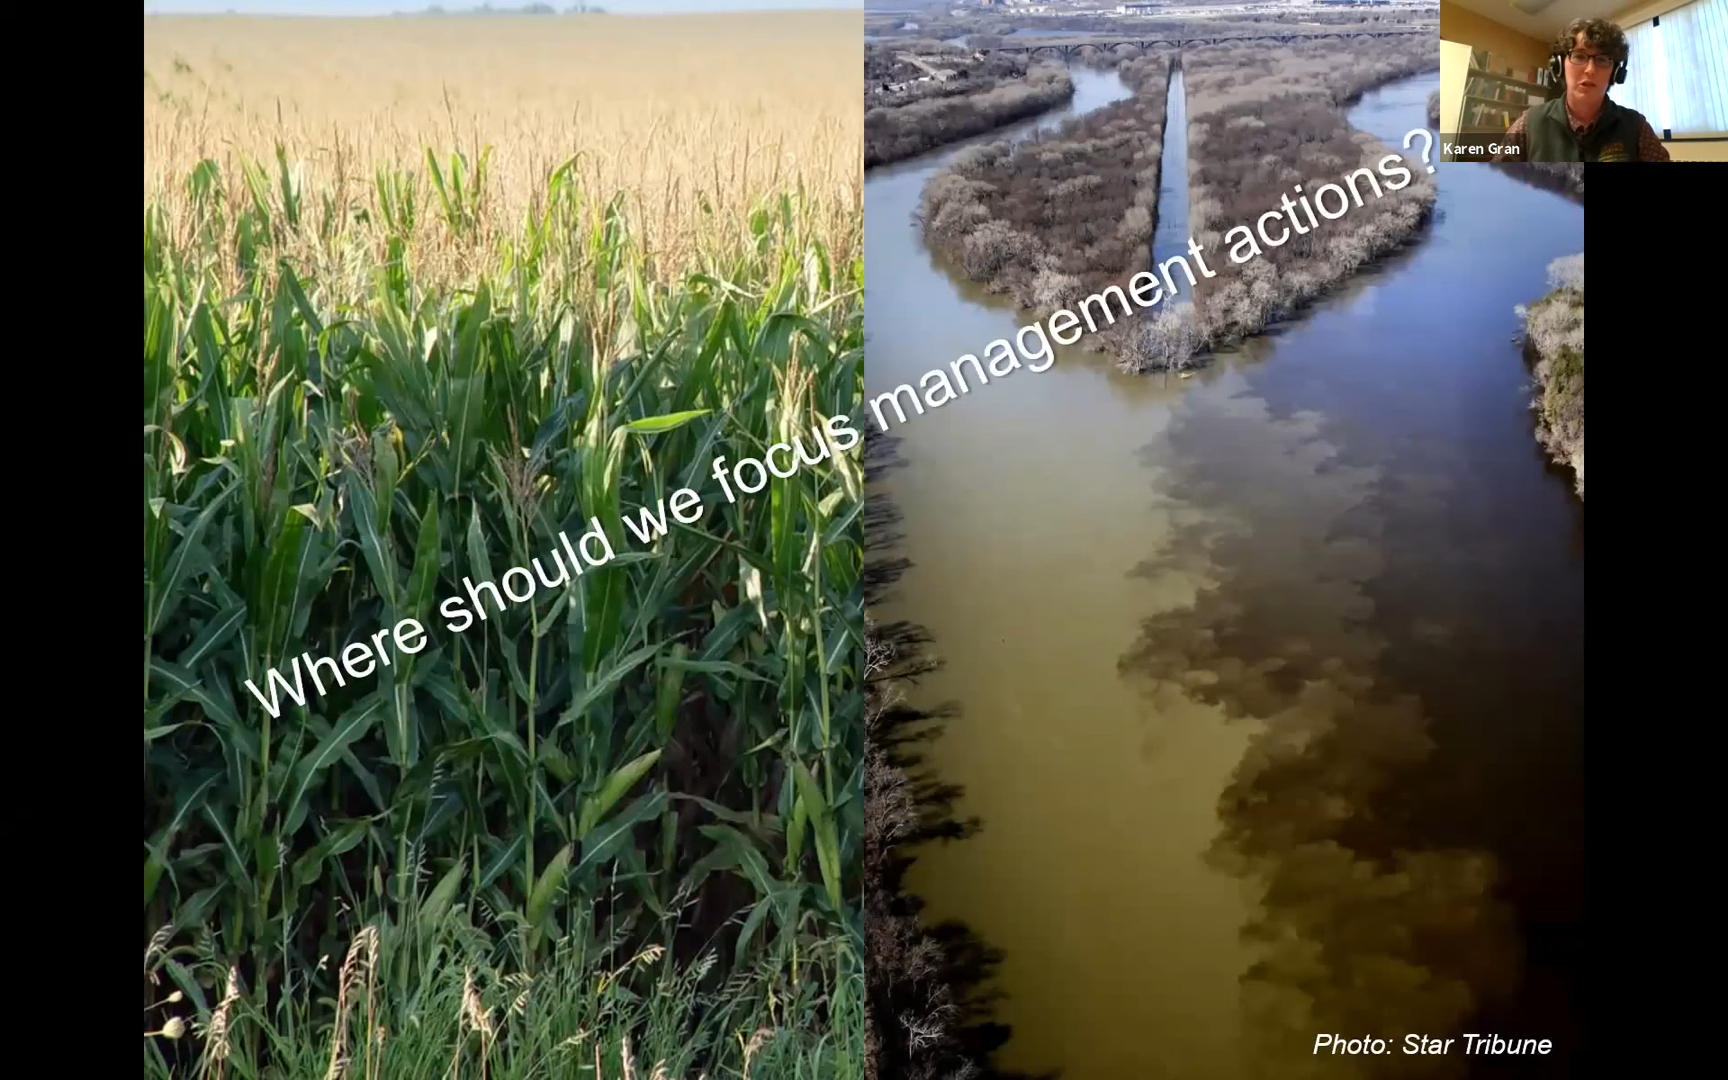 Karen Gran
Where should we focus management actions?
Photo: Star Tribune